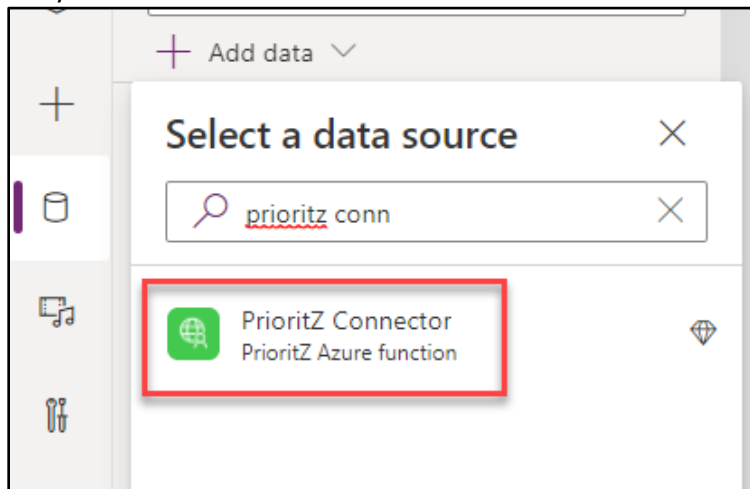 Add data
Select a data source
prioritz conn
PrioritZ Connector
PrioritZ Azure function